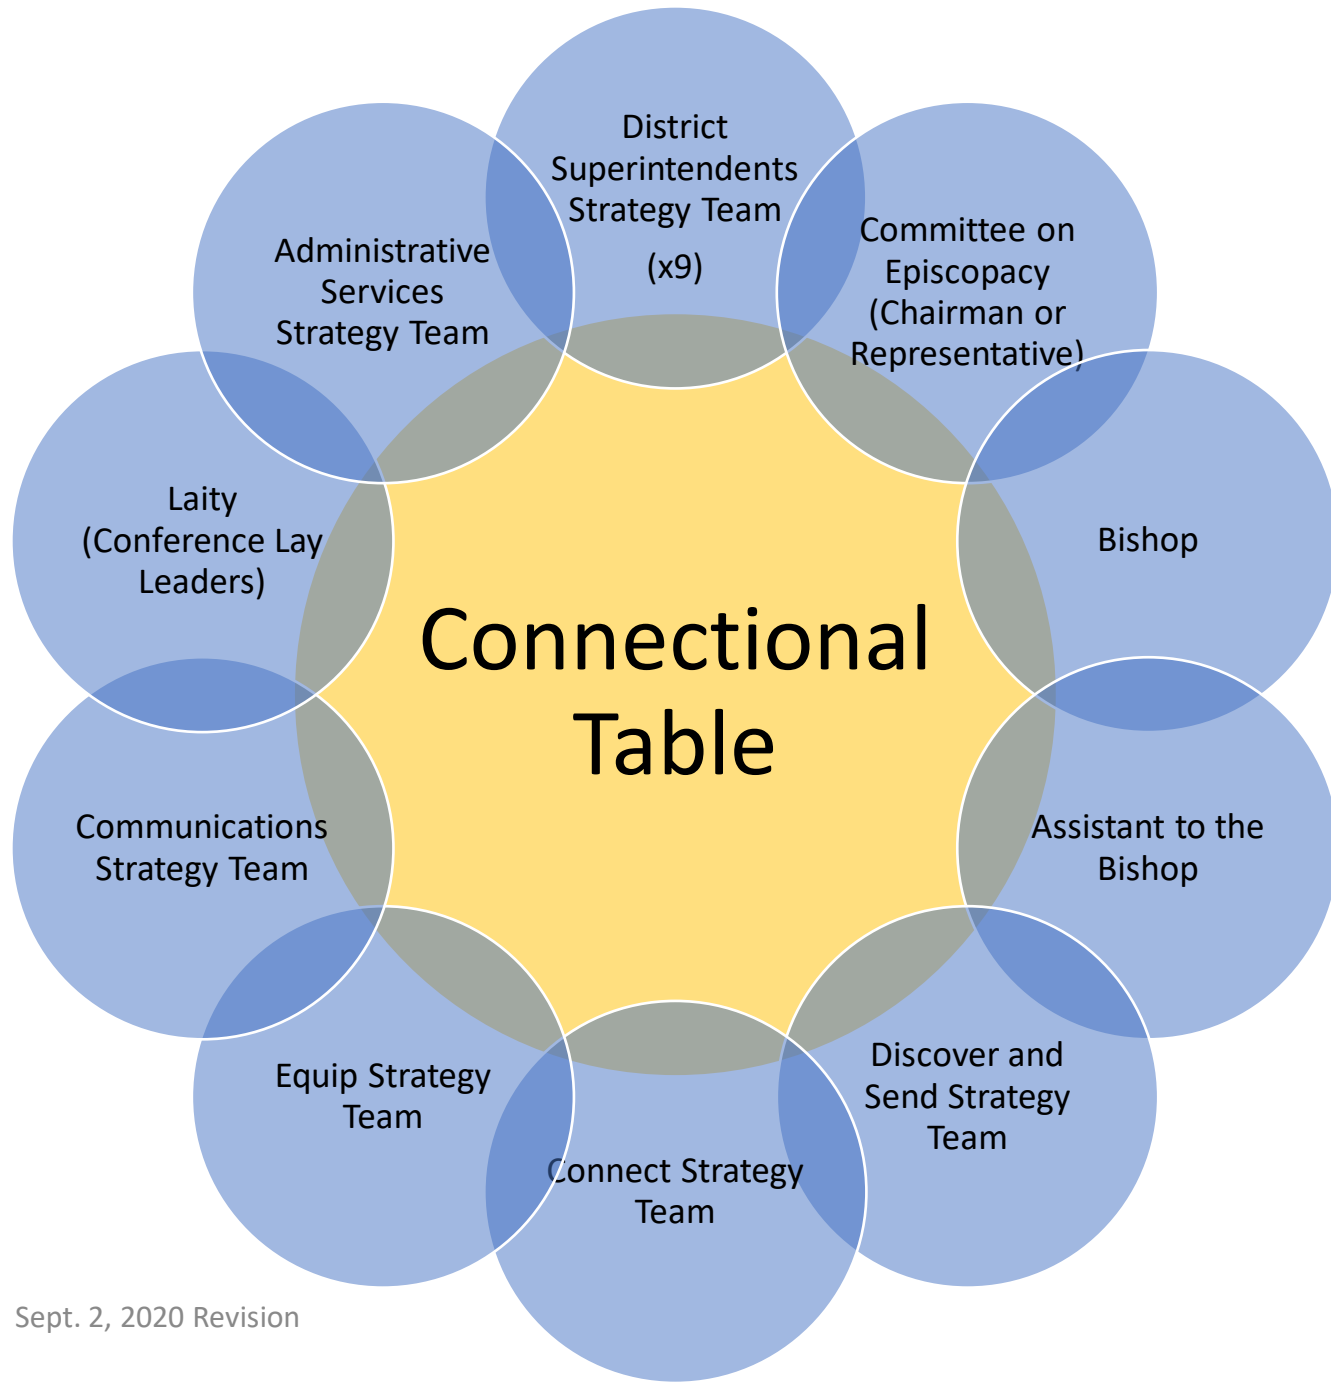 District
Superintendents
Strategy Team
(x9)
Committee on
Episcopacy
(Chairman or
Representative)
Bishop
Assistant to the
Bishop
Discover and
Send Strategy
Team
Connect Strategy
Team
Equip Strategy
Team
Communications
Strategy Team
Laity
(Conference Lay
Leaders)
Administrative
Services
Strategy Team
Connectional
Table
Sept. 2, 2020 Revision